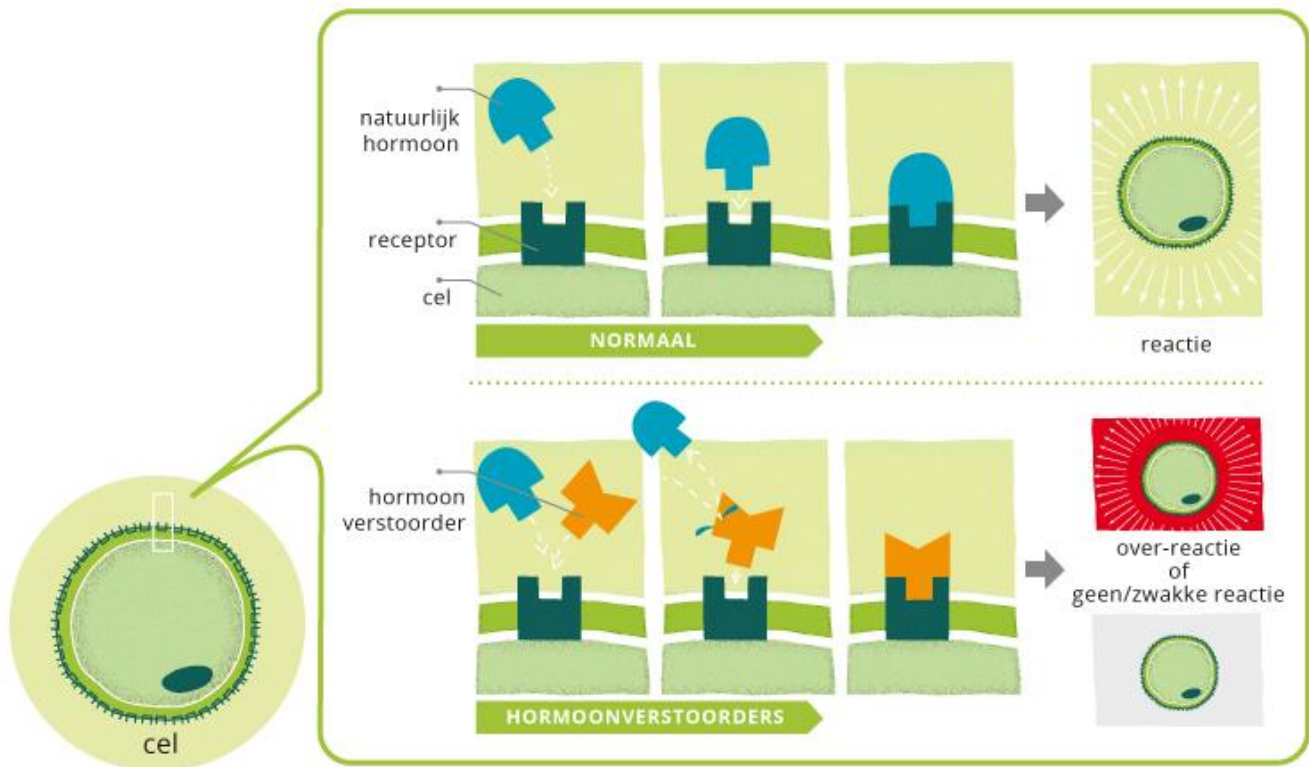 natuurlijk
hormoon
receptor
cel
NORMAAL
reactie
hormoon
verstoorder
over-reactie
of
geen/zwakke reactie
HORMOONVERSTOORDERS
cel